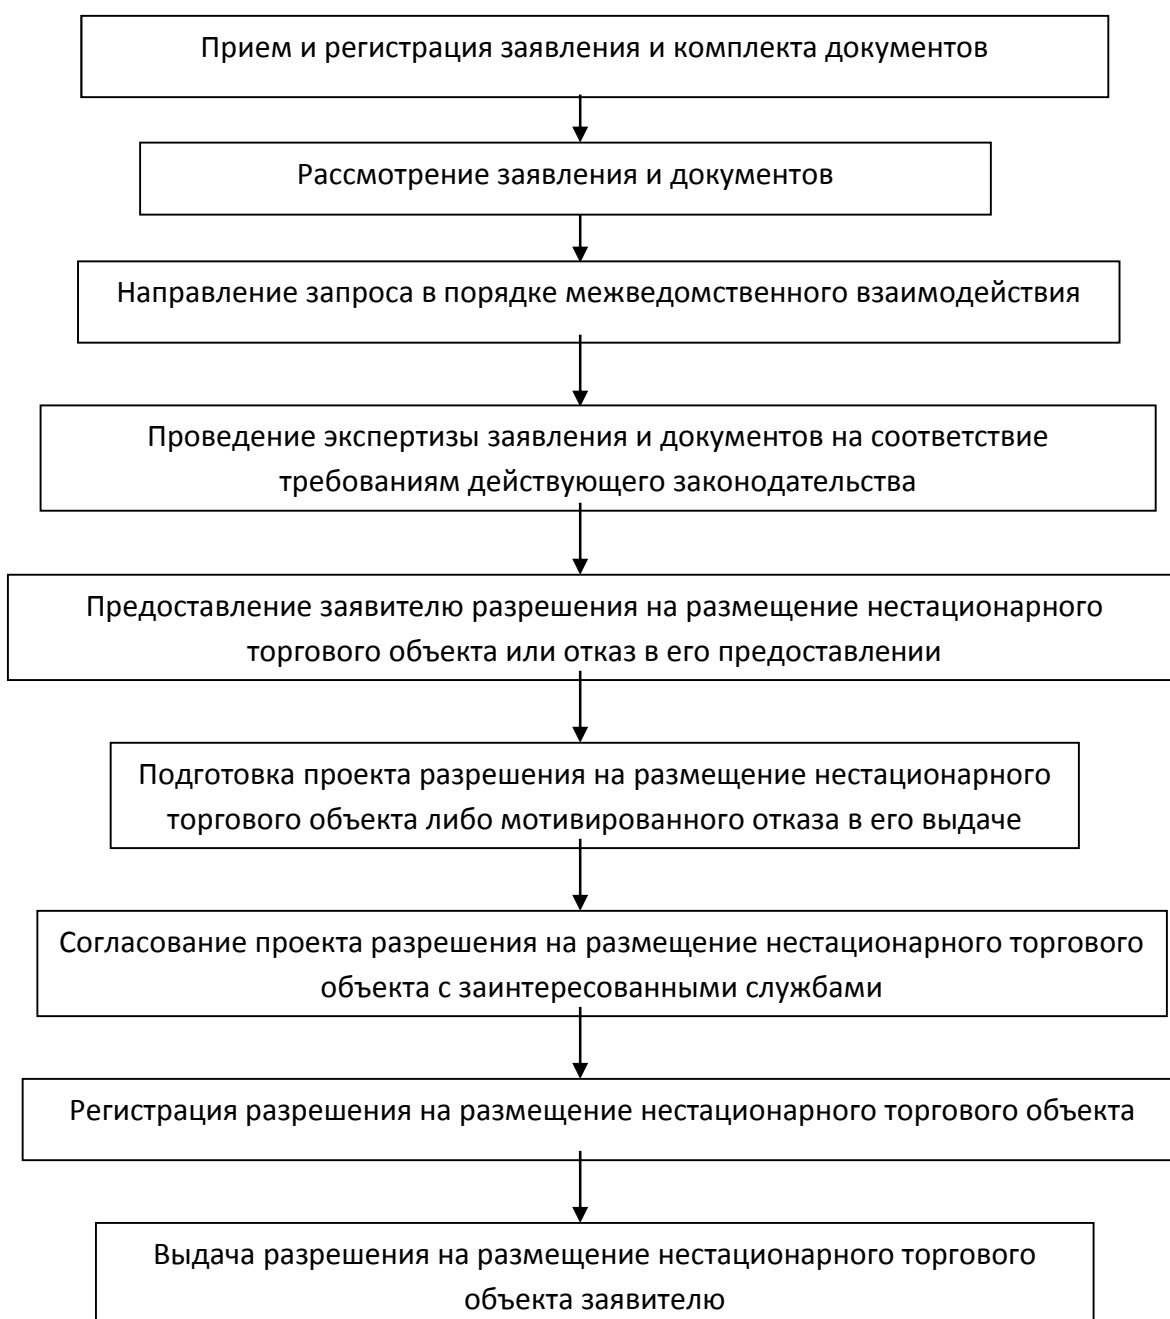 Прием и регистрация заявления и комплекта документов
Рассмотрение заявления и документов
Направление запроса в порядке межведомственного взаимодействия
Проведение экспертизы заявления и документов на соответствие
требованиям действующего законодательства
Предоставление заявителю разрешения на размещение нестационарного
торгового объекта или отказ в его предоставлении
Подготовка проекта разрешения на размещение нестационарного
торгового объекта либо мотивированного отказа в его выдаче
Согласование проекта разрешения на размещение нестационарного торгового
объекта с заинтересованными службами
Регистрация разрешения на размещение нестационарного торгового объекта
Выдача разрешения на размещение нестационарного торгового
объекта заявителю